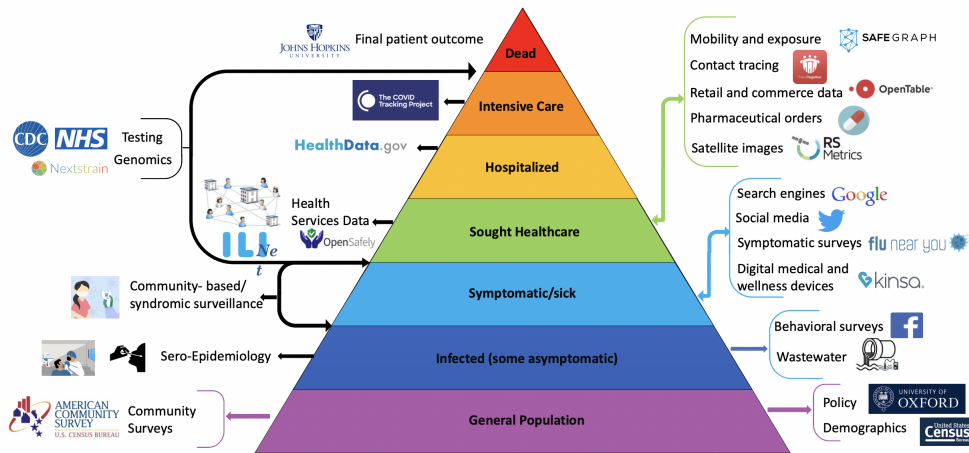 JOHNS HOPKINS
UNIVERSITY
Final patient outcome
Dead
The COVID
Tracking Project
Intensive Care
CDC
NHS
Nextstrain
Testing
Genomics
HealthData.gov
Hospitalized
Health
Services Data
OpenSafely
ILINet
Sought Healthcare
Community- based/
syndromic surveillance
Symptomatic/sick
Sero-Epidemiology
Infected (some asymptomatic)
AMERICAN
COMMUNITY
SURVEY
U.S. CENSUS BUREAU
Community
Surveys
General Population
Mobility and exposure
SAFEGRAPH
Contact tracing
Retail and commerce data
OpenTable
Pharmaceutical orders
Satellite images
RS
Metrics
Search engines
Google
Social media
Symptomatic surveys
flu near you
Digital medical and
wellness devices
kinsa
Behavioral surveys
f
Wastewater
Policy
UNIVERSITY OF
OXFORD
Demographics
United States
Census
Bureau